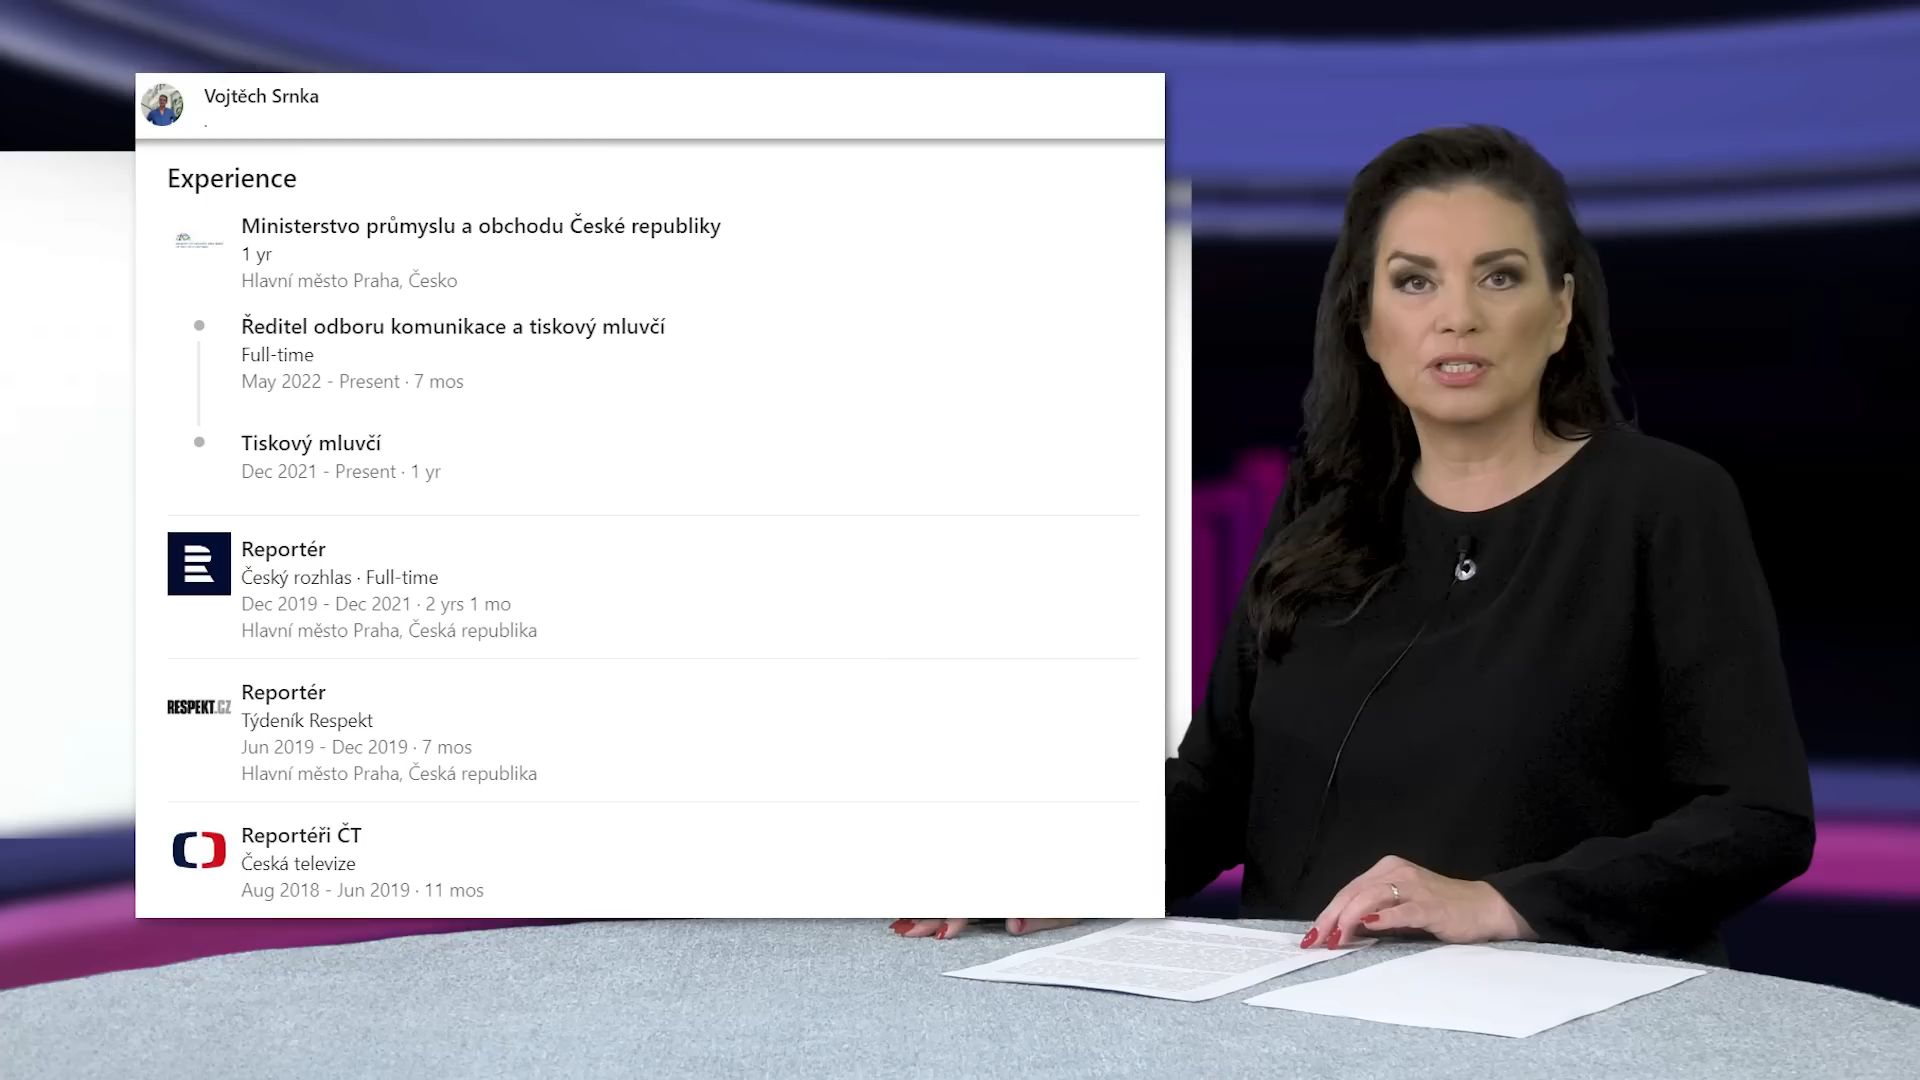 Vojtěch Srnka
.
Experience
Ministerstvo průmyslu a obchodu České republiky
1 yr
Hlavní město Praha, Česko
Ředitel odboru komunikace a tiskový mluvčí
Full-time
May 2022 - Present · 7 mos
Tiskový mluvčí
Dec 2021 - Present · 1 yr
Reportér
Český rozhlas · Full-time
Dec 2019 - Dec 2021 · 2 yrs 1 mo
Hlavní město Praha, Česká republika
RESPEKT.CZ
Reportér
Týdeník Respekt
Jun 2019 - Dec 2019 · 7 mos
Hlavní město Praha, Česká republika
Reportéři ČT
Česká televize
Aug 2018 - Jun 2019 · 11 mos